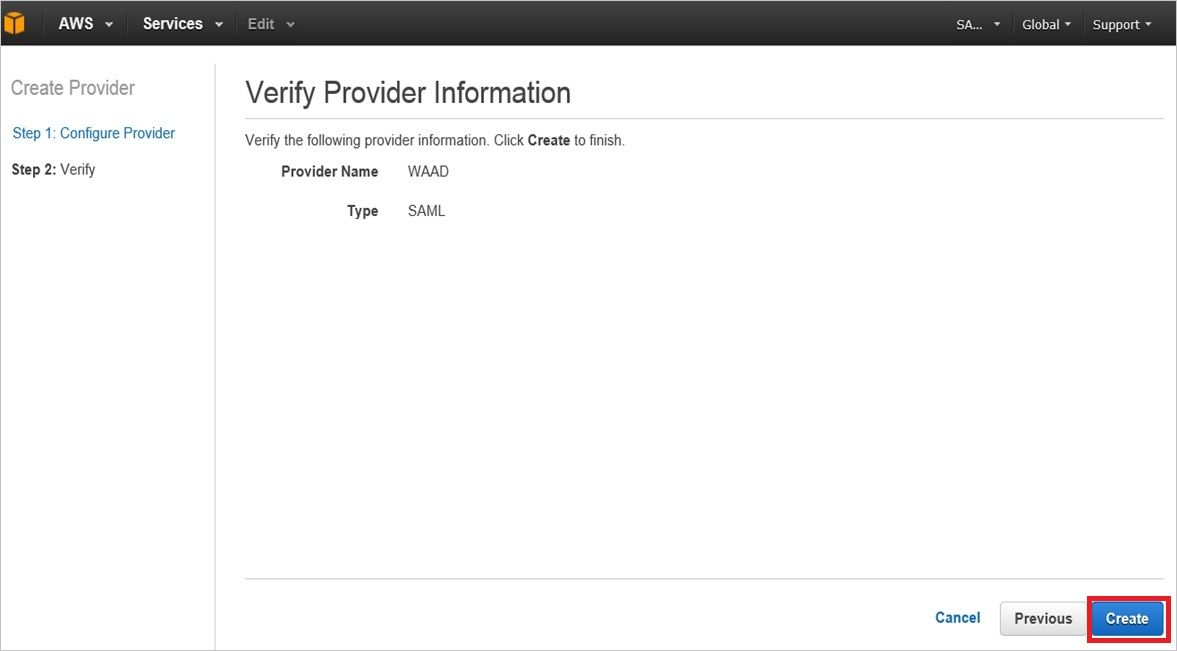 AWS Services Edit SA... Global Support
Create Provider
Step 1: Configure Provider
Step 2: Verify
Verify Provider Information
Verify the following provider information. Click Create to finish.
Provider Name WAAD
Type SAML
Cancel Previous Create